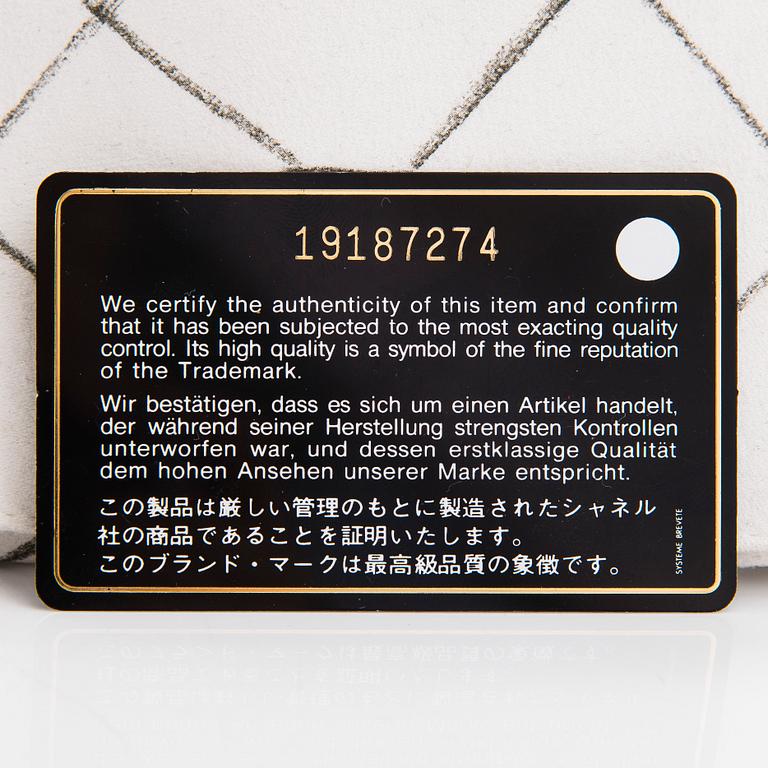 19187274
We certify the authenticity of this item and confirm
that it has been subjected to the most exacting quality
control. Its high quality is a symbol of the fine reputation
of the Trademark.
Wir bestätigen, dass es sich um einen Artikel handelt,
der während seiner Herstellung strengsten Kontrollen
unterworfen war, und dessen erstklassige Qualität
dem hohen Ansehen unserer Marke entspricht.
この製品は厳しい管理のもとに製造されたシャネル
社の商品であることを証明いたします。
このブランド・マークは最高級品質の象徴です。
SYSTEME BREVETE